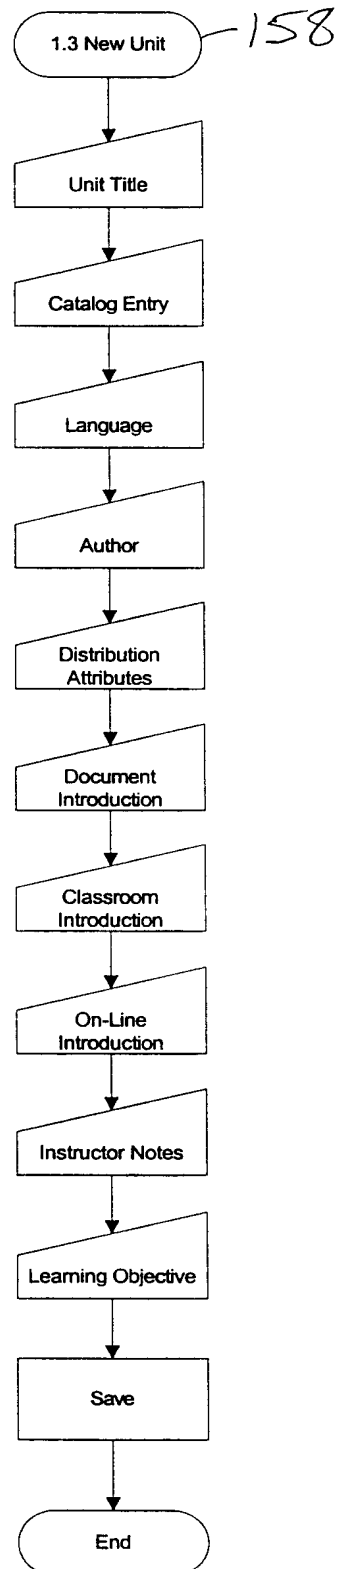 1.3 New Unit
158
Unit Title
Catalog Entry
Language
Author
Distribution
Attributes
Document
Introduction
Classroom
Introduction
On-Line
Introduction
Instructor Notes
Learning Objective
Save
End